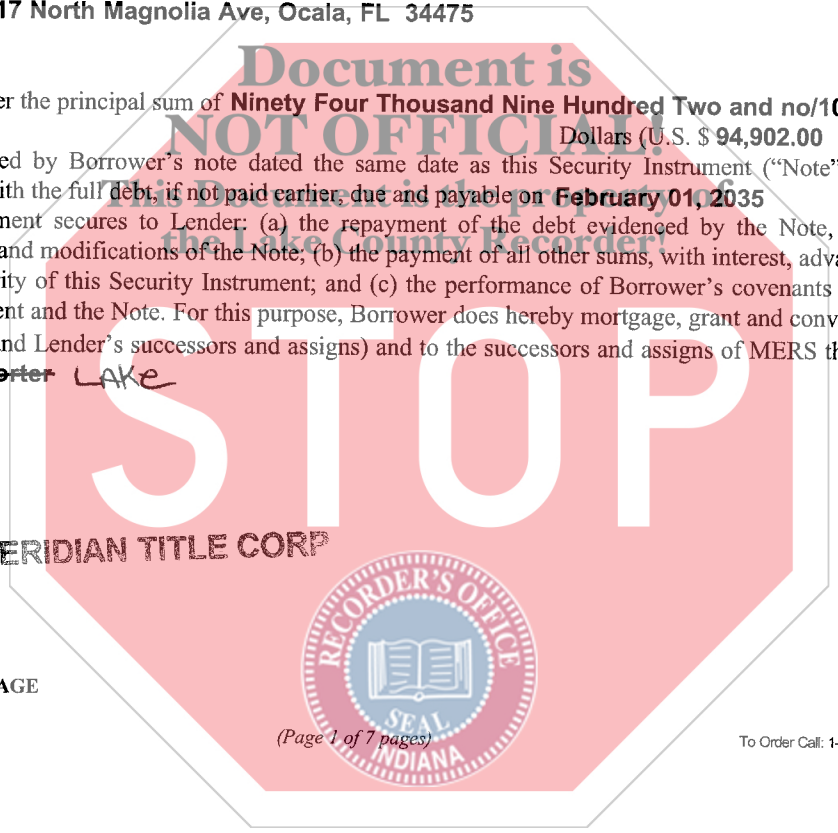 17 North Magnolia Ave, Ocala, FL 34475
Document is
er the principal sum of Ninety Four Thousand Nine Hundred Two and no/10
NOT OFFICIAL!
Dollars (U.S. $ 94,902.00
ed by Borrower's note dated the same date as this Security Instrument ("Note"
ith the full debt, if not paid earlier, due and payable on February 01, 2035
This Document is the property of
ment secures to Lender: (a) the repayment of the debt evidenced by the Note,
the Lake County Recorder!
and modifications of the Note; (b) the payment of all other sums, with interest, adva
ity of this Security Instrument; and (c) the performance of Borrower's covenants
ent and the Note. For this purpose, Borrower does hereby mortgage, grant and conv
nd Lender's successors and assigns) and to the successors and assigns of MERS th
orter LAKe
STOP
ERIDIAN TITLE CORP
RECORDER'S OFFICE
SEAL
INDIANA
AGE
(Page 1 of 7 pages)
To Order Call: 1-